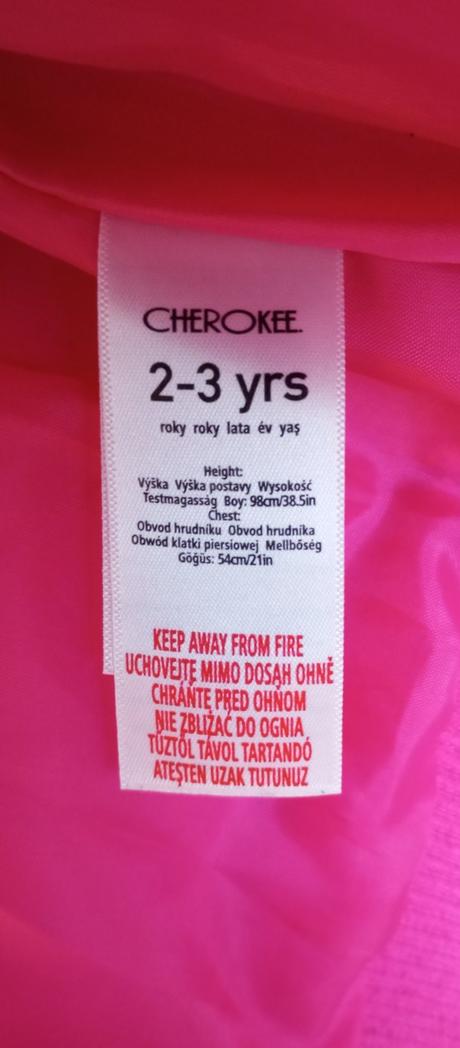 CHEROKEE.
2-3 yrs
roky roky lata év yaş
Height:
Výška Výška postavy Wysokość
Testmagasság Boy: 98cm/38.5in
Chest:
Obvod hrudníku Obvod hrudníka
Obwód klatki piersiowej Mellbőség
Göğüs: 54cm/21in
KEEP AWAY FROM FIRE
UCHOVEJTE MIMO DOSAH OHNĚ
CHRÁŇTE PRED OHŇOM
NIE ZBLIŻAĆ DO OGNIA
TŰZTŐL TÁVOL TARTANDÓ
ATEŞTEN UZAK TUTUNUZ